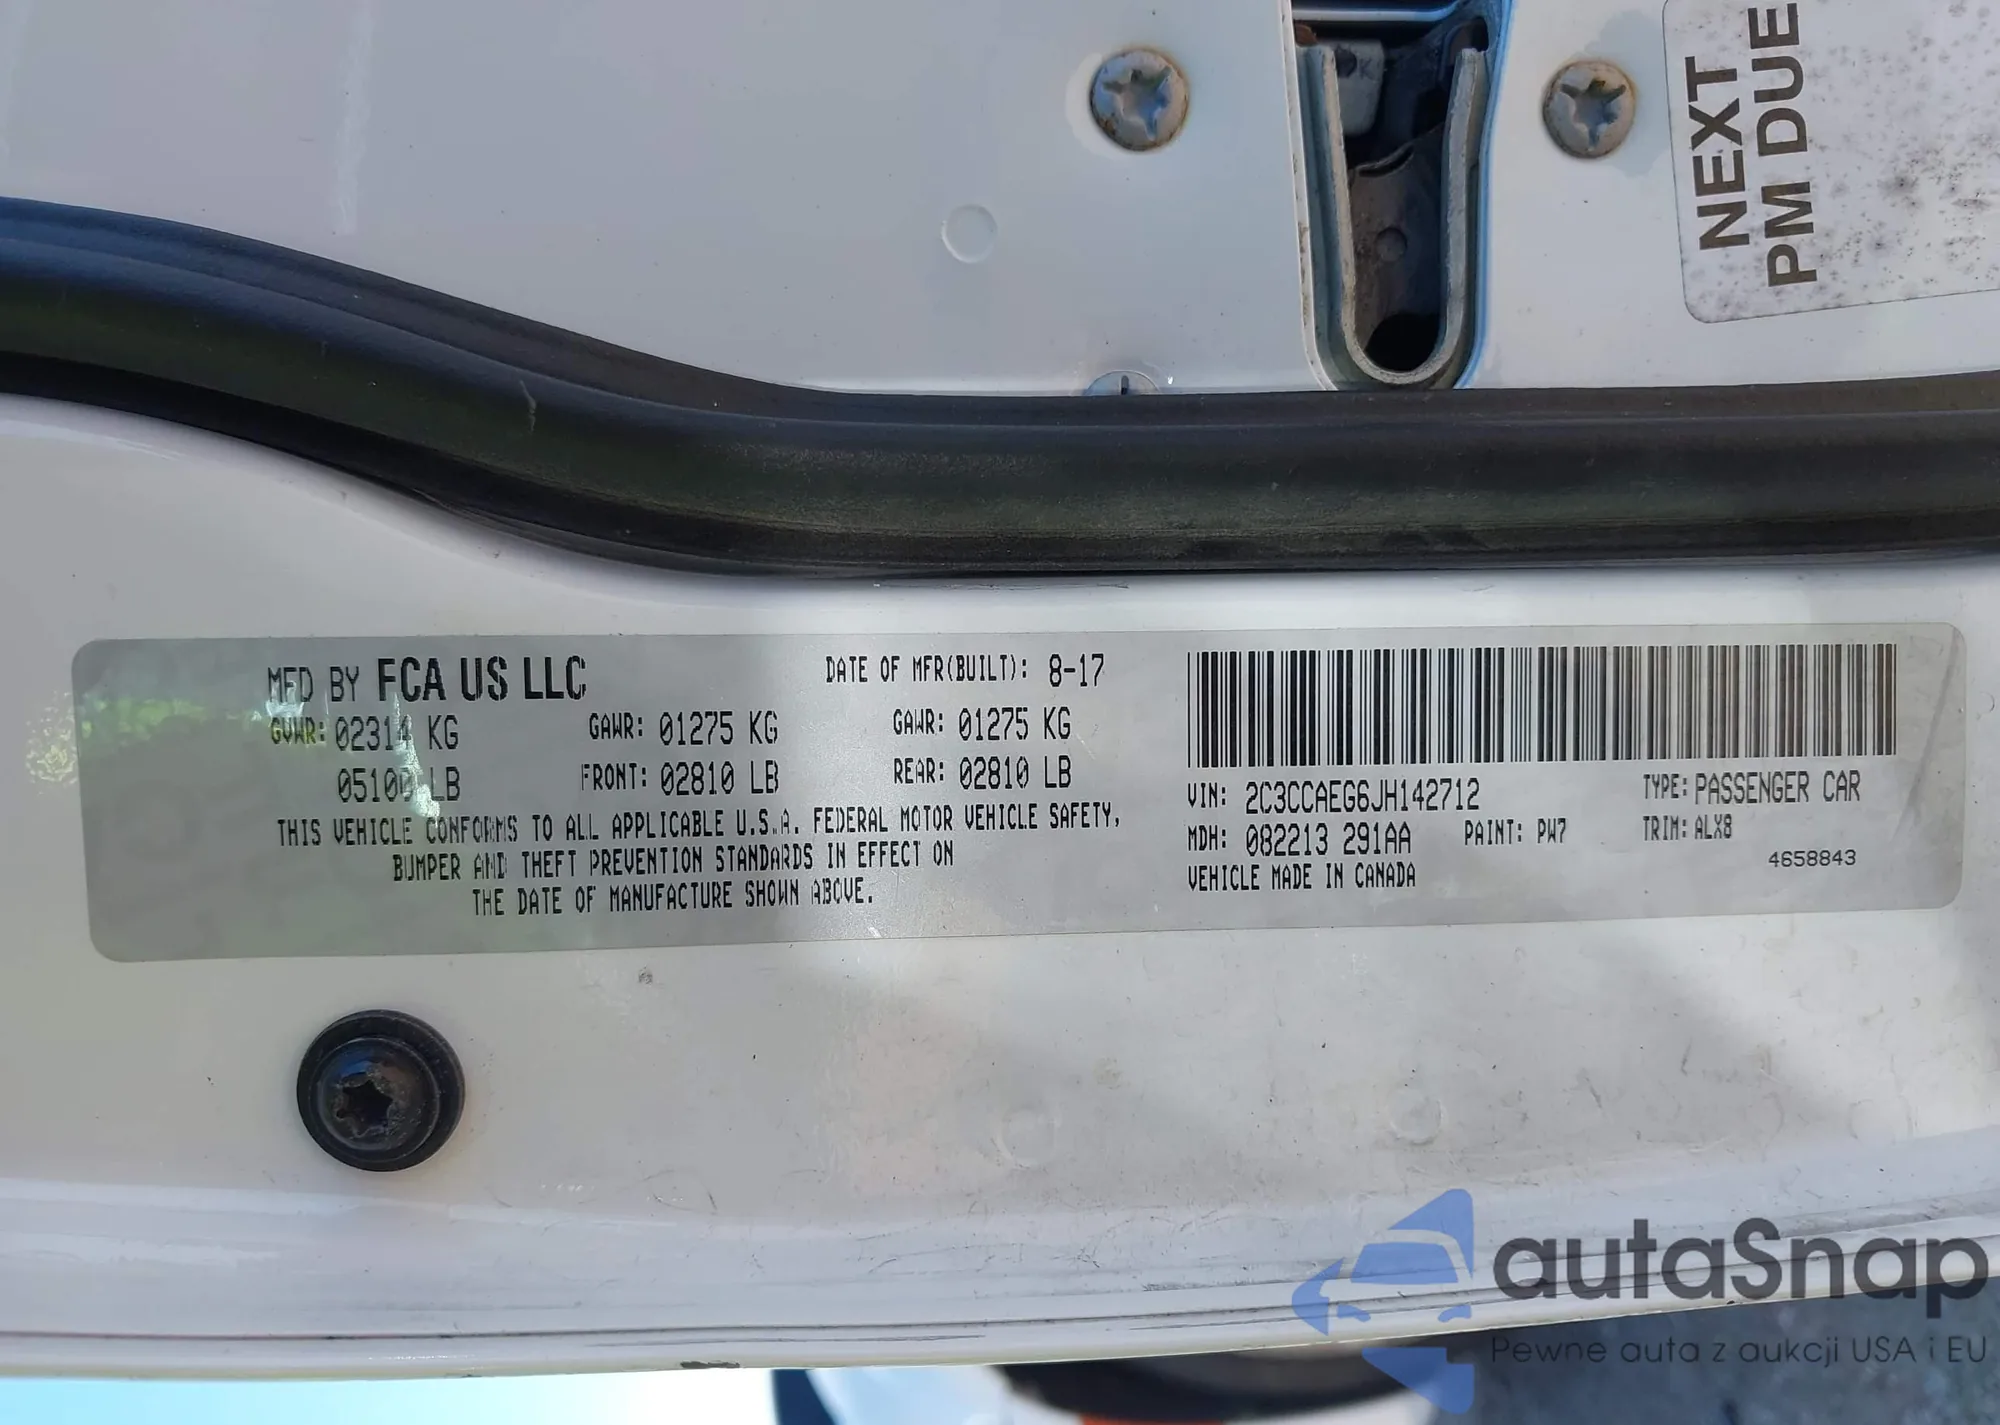 NEXT
PM DUE
MFD BY FCA US LLC
DATE OF MFR(BUILT): 8-17
GVWR: 02314 KG
GAWR: 01275 KG
GAWR: 01275 KG
05100 LB
FRONT: 02810 LB
REAR: 02810 LB
THIS VEHICLE CONFORMS TO ALL APPLICABLE U.S.A. FEDERAL MOTOR VEHICLE SAFETY,
BUMPER AND THEFT PREVENTION STANDARDS IN EFFECT ON
THE DATE OF MANUFACTURE SHOWN ABOVE.
VIN: 2C3CCAEG6JH142712
TYPE: PASSENGER CAR
MDH: 082213 291AA
PAINT: PW7
TRIM: ALX8
VEHICLE MADE IN CANADA
4658843
autaSnap
Pewne auta z aukcji USA i EU